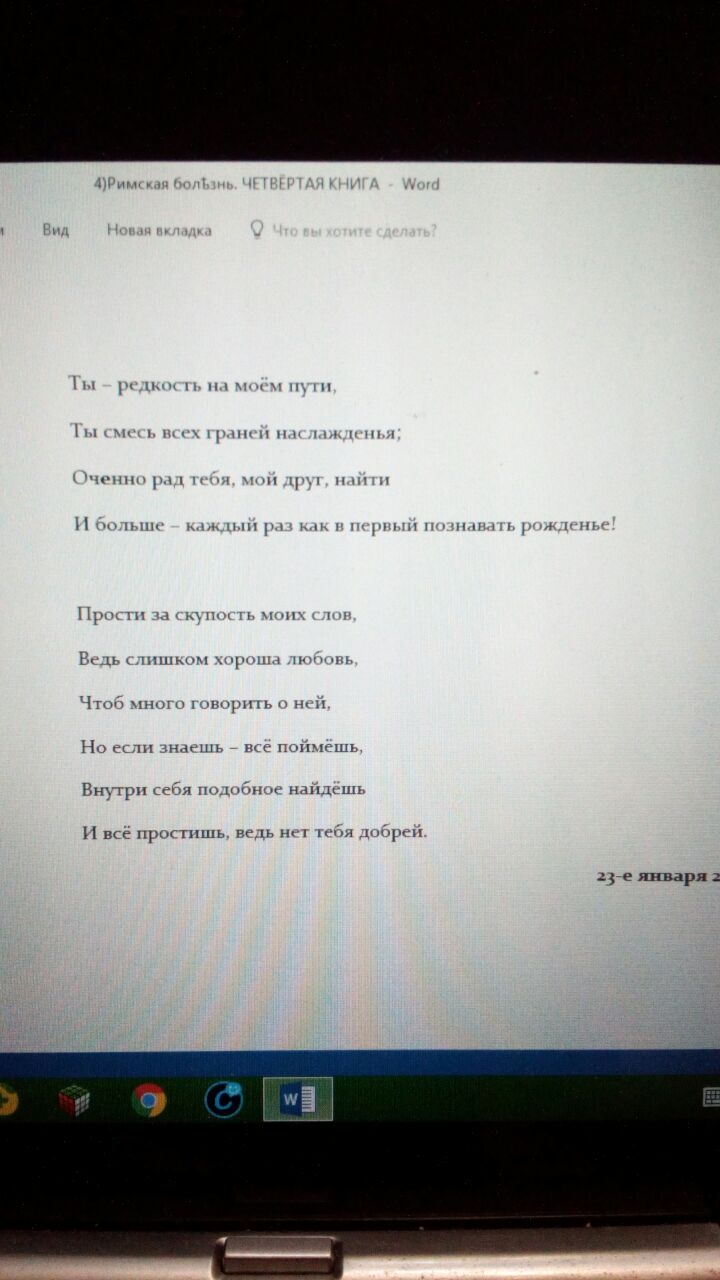 4)Римская болѣзнь. ЧЕТВЁРТАЯ КНИГА - Word
Вид Новая вкладка Что вы хотите сделать?
Ты – редкость на моём пути,
Ты смесь всех граней наслажденья;
Оченно рад тебя, мой друг, найти
И больше – каждый раз как в первый познавать рожденье!
Прости за скупость моих слов,
Ведь слишком хороша любовь,
Чтоб много говорить о ней,
Но если знаешь – всё поймёшь,
Внутри себя подобное найдёшь
И всё простишь, ведь нет тебя добрей.
23-е января 2
W